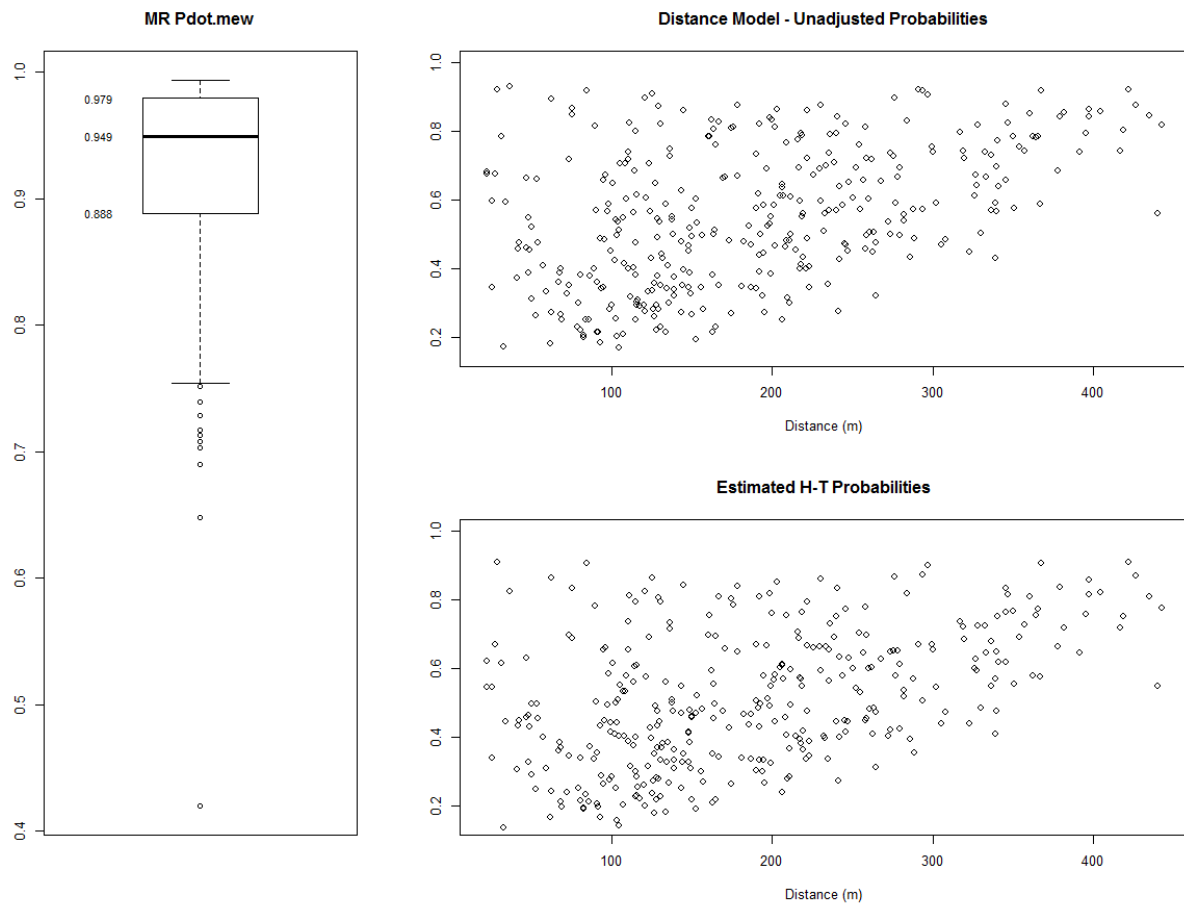 MR Pdot.mew
1.0
0.979
0.949
0.9
0.888
0.8
0.7
0.6
0.5
0.4
Distance Model - Unadjusted Probabilities
1.0
0.8
0.6
0.4
0.2
100 200 300 400
Distance (m)
Estimated H-T Probabilities
1.0
0.8
0.6
0.4
0.2
100 200 300 400
Distance (m)